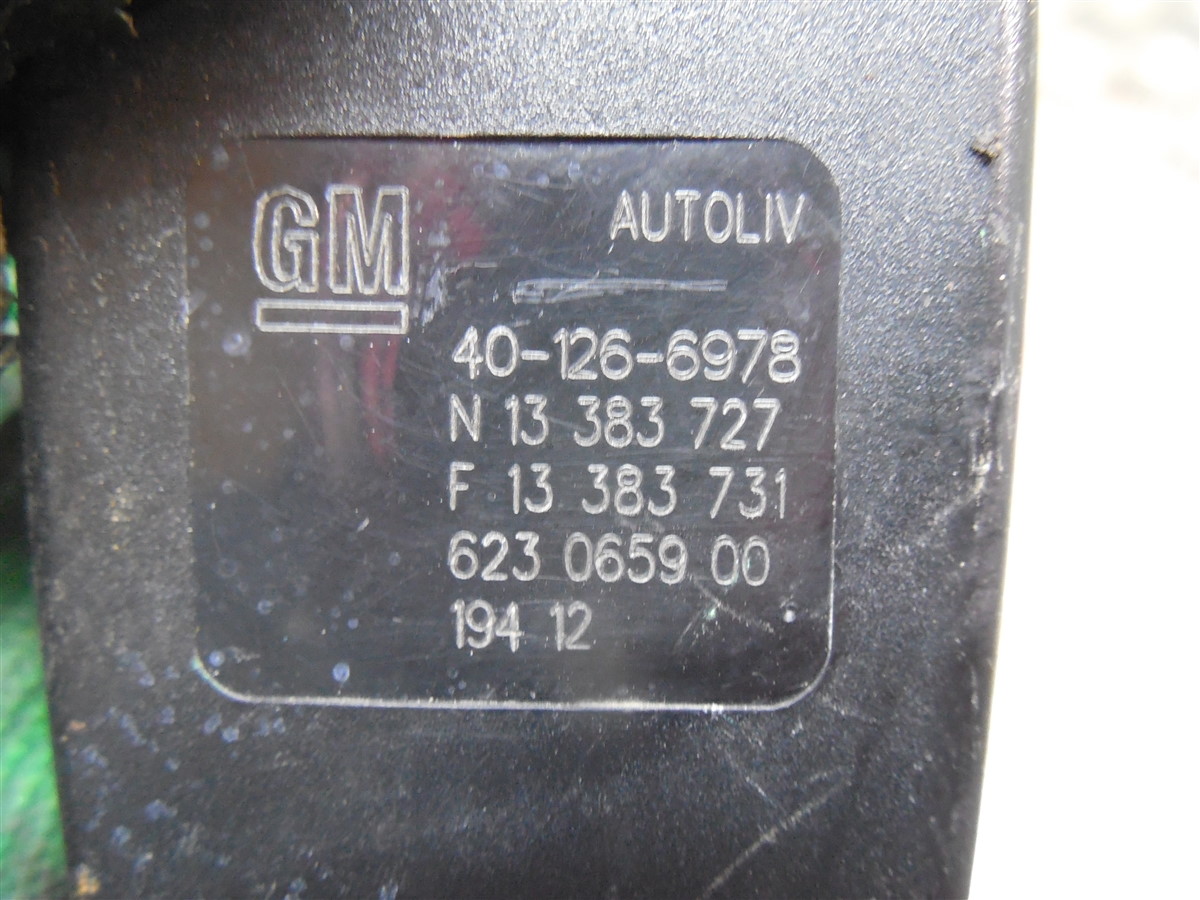 GM AUTOLIV
40-126-6978
N 13 383 727
F 13 383 731
623 0659 00
194 12